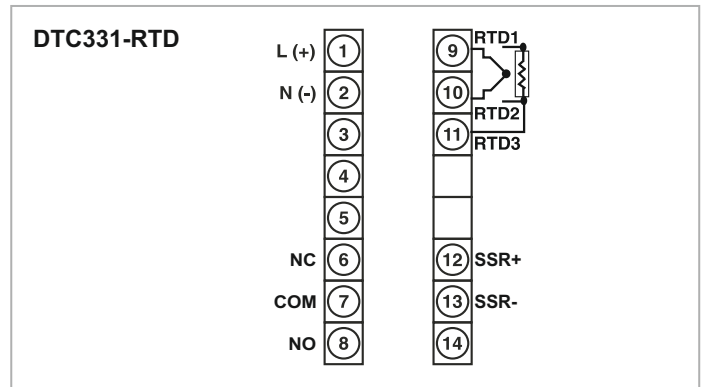 DTC331-RTD
L (+) 1
N (-) 2
3
4
5
NC 6
COM 7
NO 8
RTD1
9
10
RTD2
11
RTD3
12 SSR+
13 SSR-
14